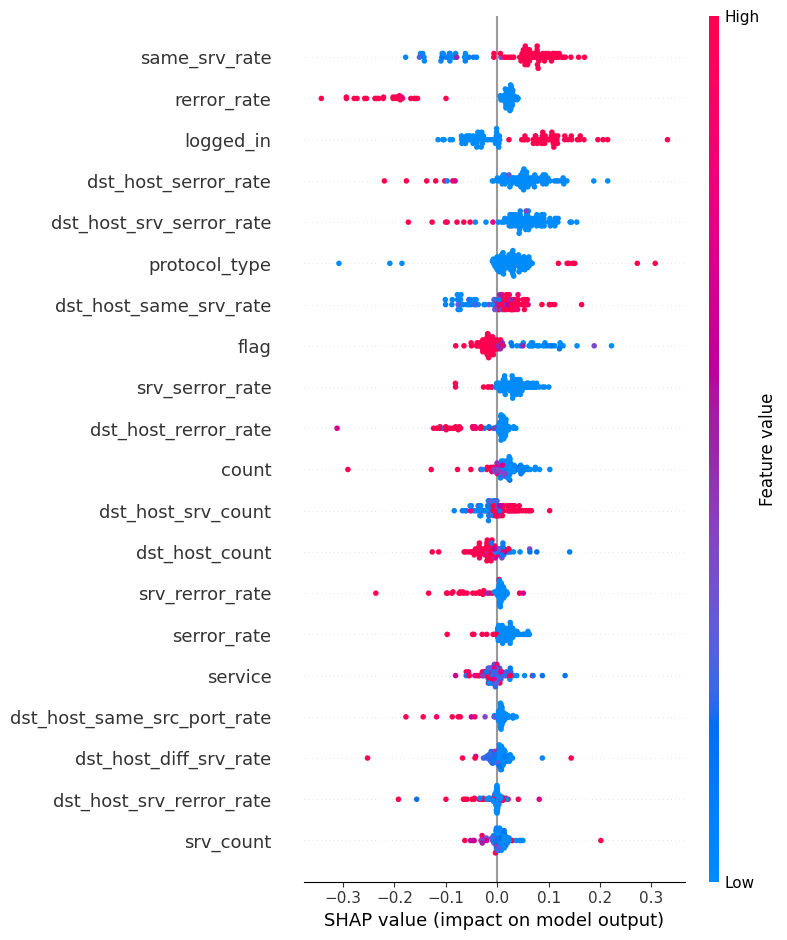 High
same_srv_rate
rerror_rate
logged_in
dst_host_serror_rate
dst_host_srv_serror_rate
protocol_type
dst_host_same_srv_rate
flag
srv_serror_rate
dst_host_rerror_rate
count
dst_host_srv_count
dst_host_count
srv_rerror_rate
serror_rate
service
dst_host_same_src_port_rate
dst_host_diff_srv_rate
dst_host_srv_rerror_rate
srv_count
Feature value
Low
−0.3 −0.2 −0.1 0.0 0.1 0.2 0.3
SHAP value (impact on model output)